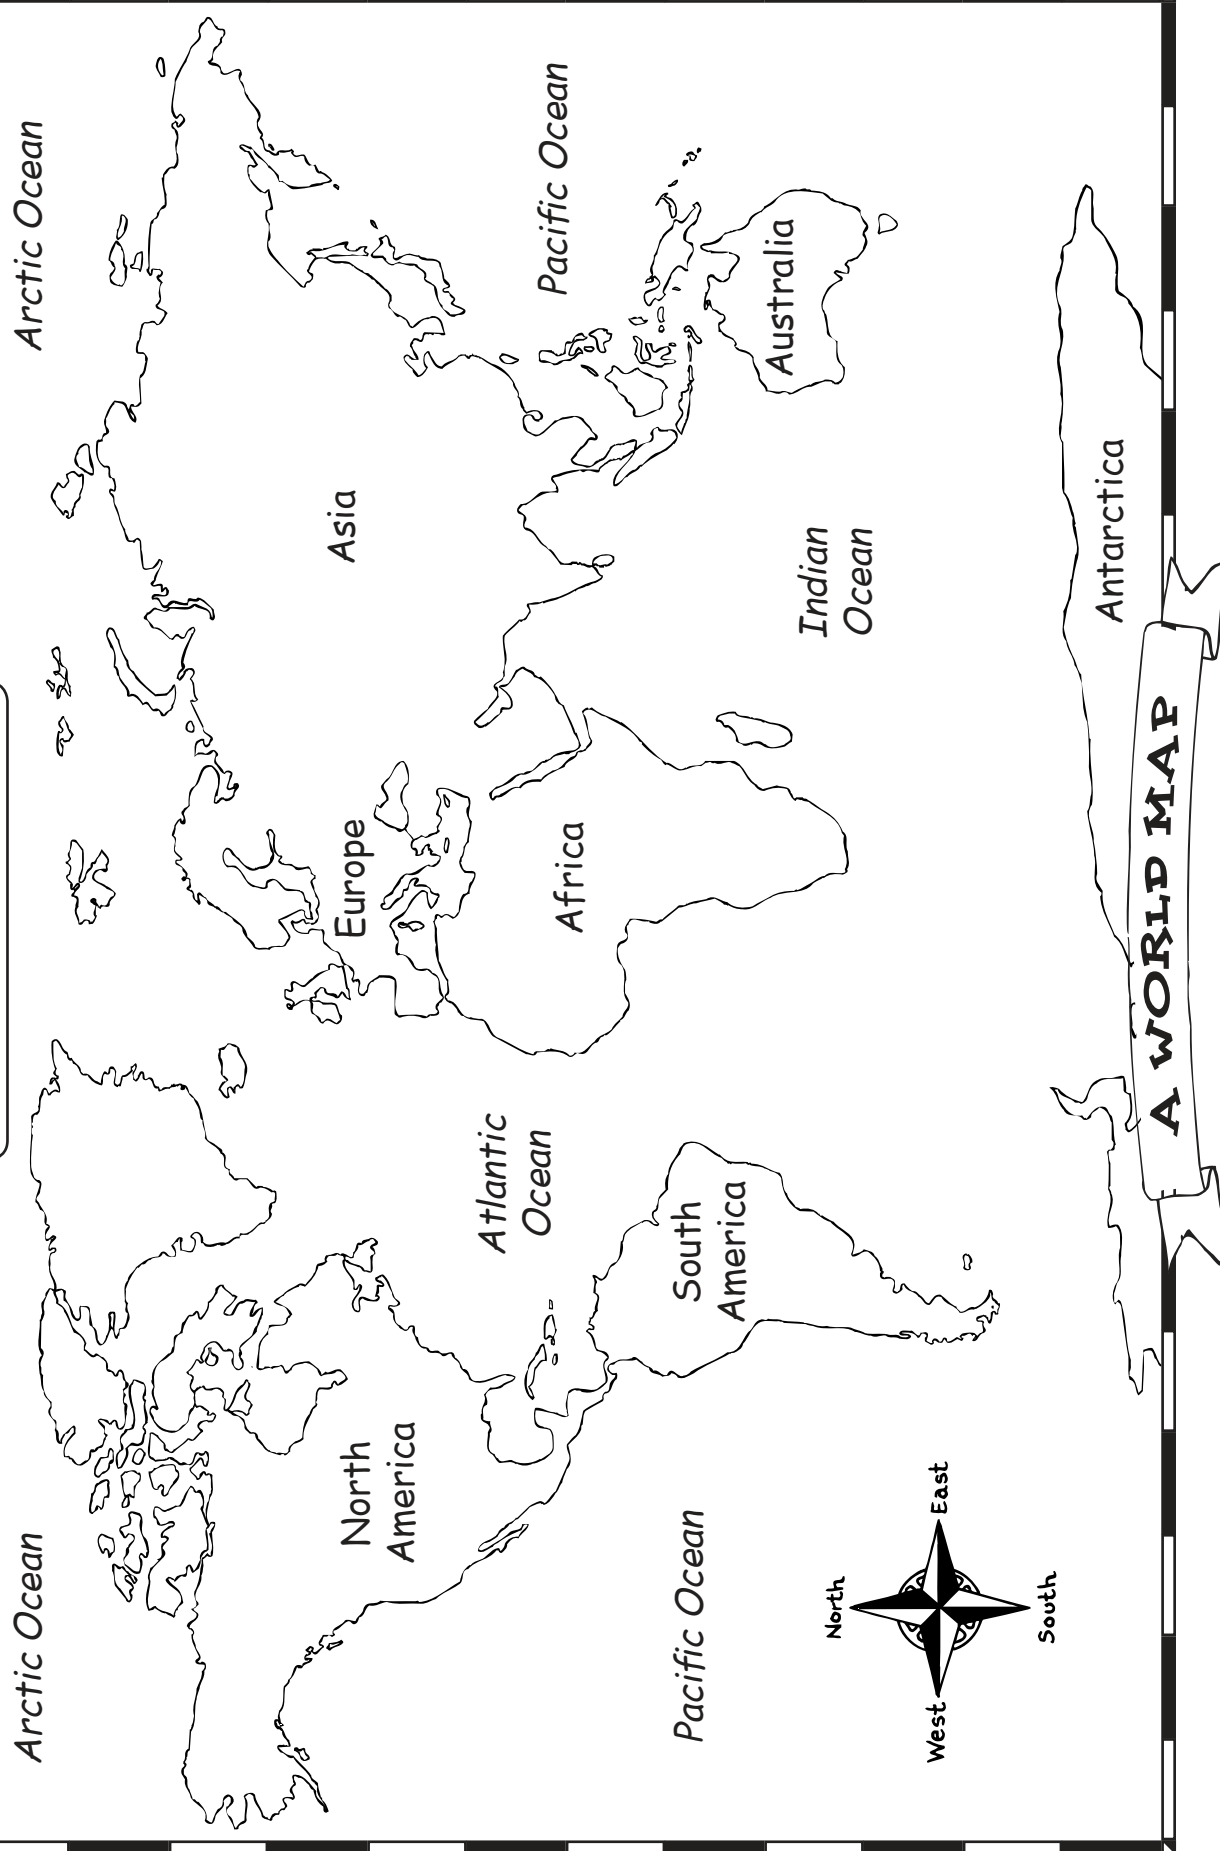 Arctic Ocean
Arctic Ocean
North
America
Atlantic
Ocean
Europe
Asia
Pacific Ocean
Africa
Pacific Ocean
South
America
Indian
Ocean
Australia
North
West
East
South
Antarctica
A WORLD MAP